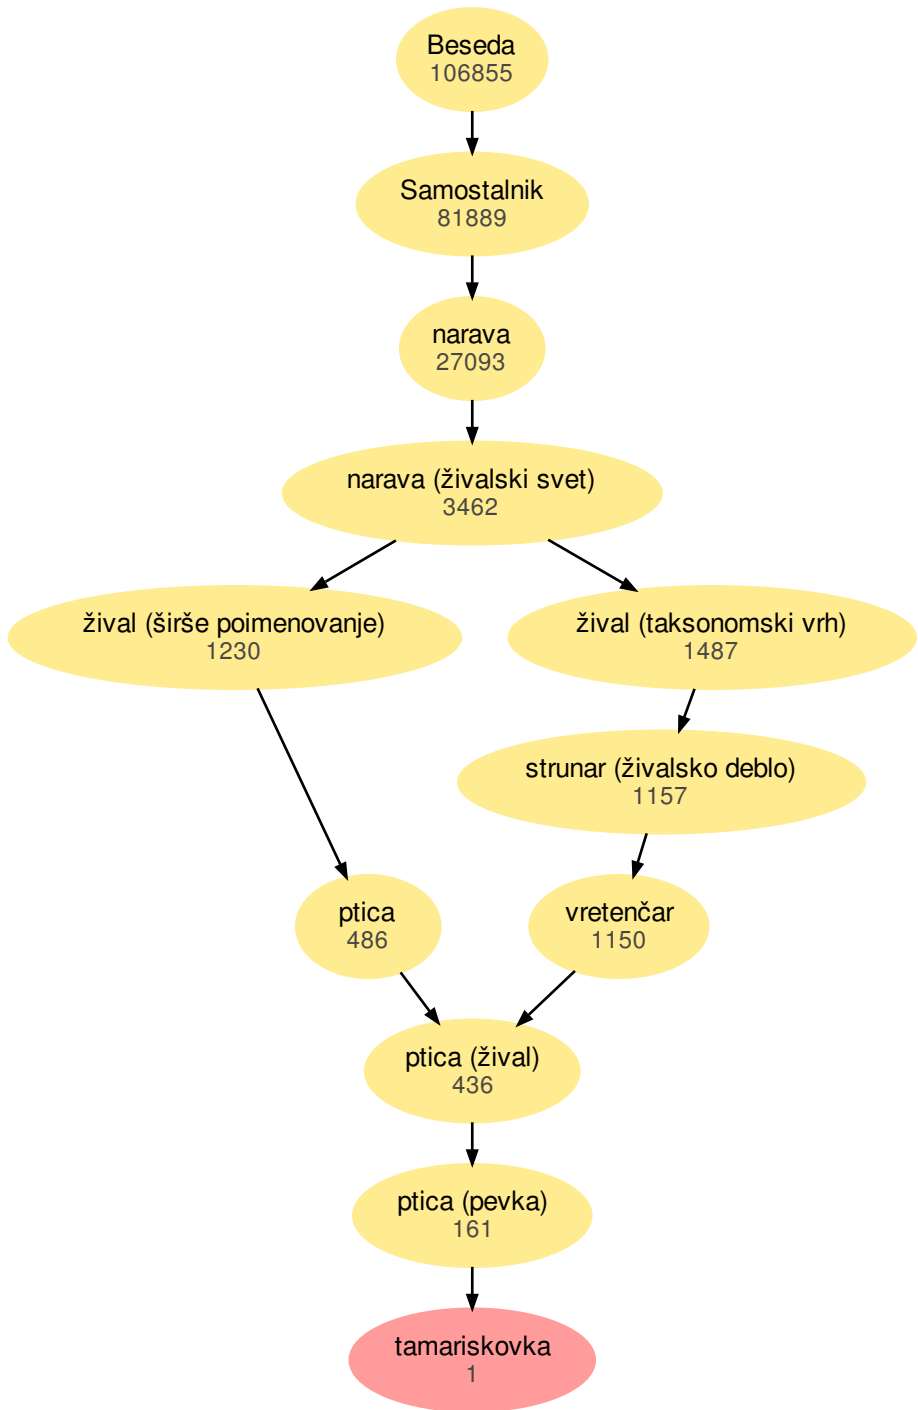 Beseda
106855
Samostalnik
81889
narava
27093
narava (živalski svet)
3462
žival (širše poimenovanje)
1230
žival (taksonomski vrh)
1487
strunar (živalsko deblo)
1157
ptica
486
vretenčar
1150
ptica (žival)
436
ptica (pevka)
161
tamariskovka
1